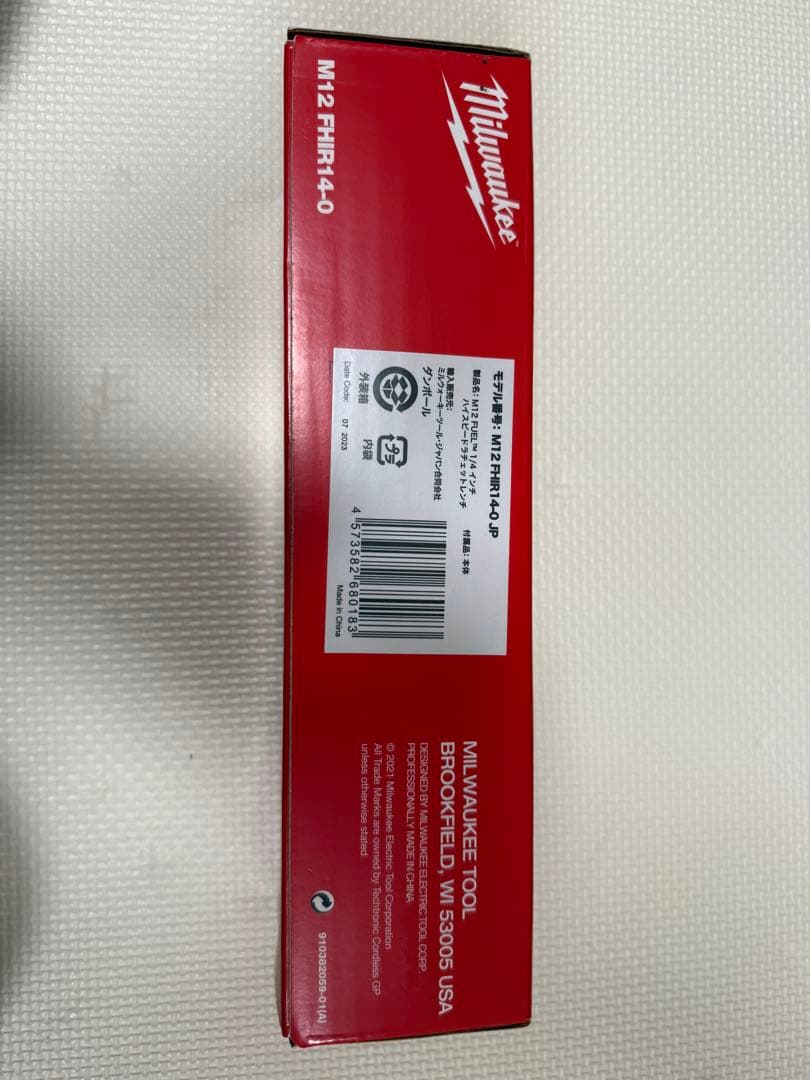 Milwaukee™
M12 FHIR14-0
モデル番号: M12 FHIR14-0 JP
製品名: M12 FUEL™ 1/4 インチ
ハイスピードラチェットレンチ
付属品: 本体
輸入販売元:
ミルウォーキーツール・ジャパン合同会社
ダンボール
外装箱
プラ
内袋
Date Code: 07 2023
4 573582 680183
Made in China
MILWAUKEE TOOL
BROOKFIELD, WI 53005 USA
DESIGNED BY MILWAUKEE ELECTRIC TOOL CORP.
PROFESSIONALLY MADE IN CHINA
© 2021 Milwaukee Electric Tool Corporation
All Trade Marks are owned by Techtronic Cordless GP
unless otherwise stated.
910382059-01(A)